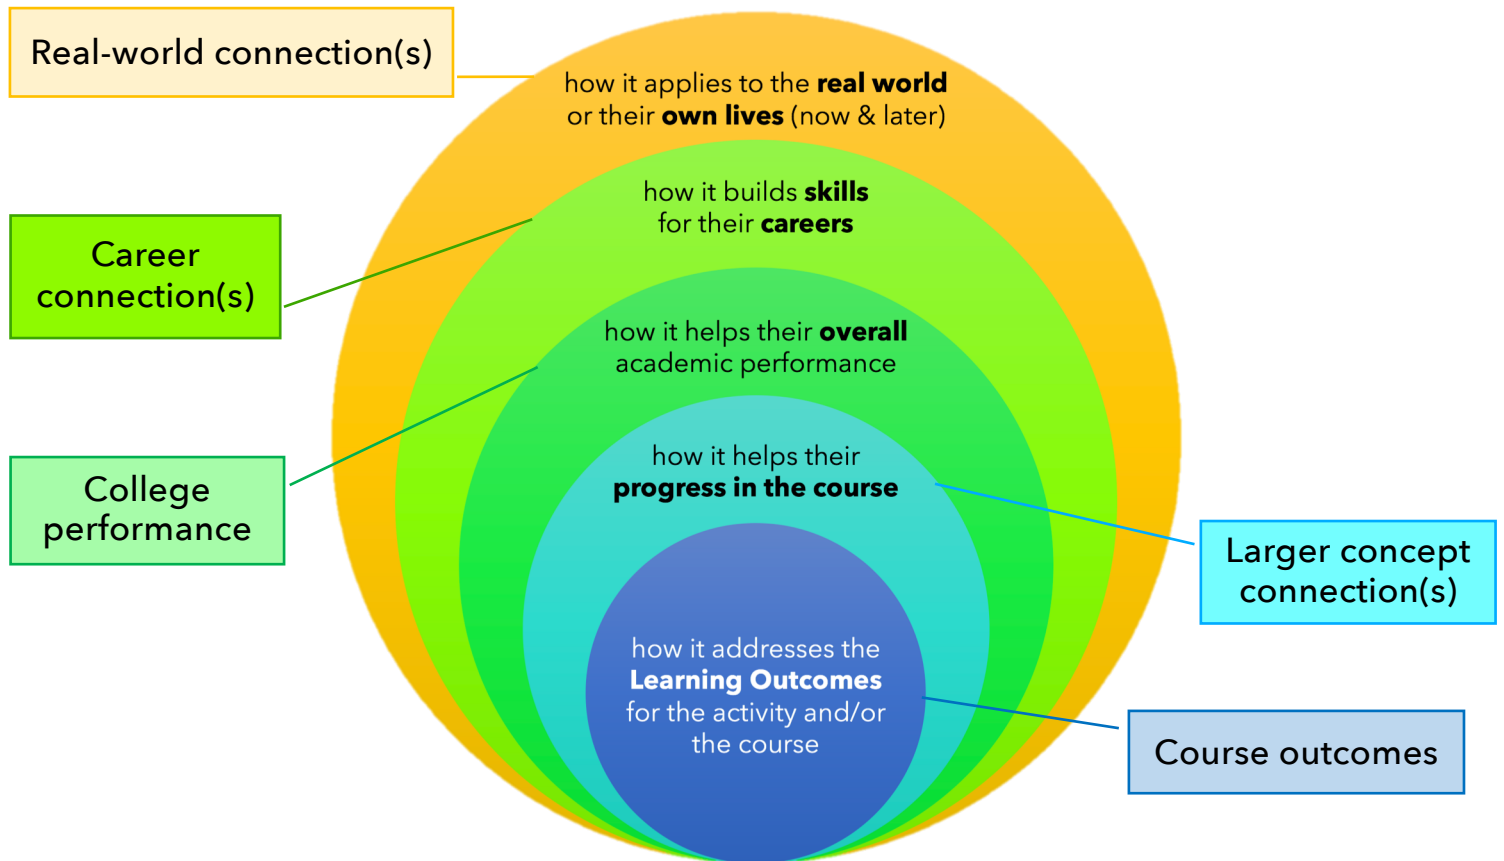 Real-world connection(s)
how it applies to the real world
or their own lives (now & later)
how it builds skills
for their careers
Career
connection(s)
how it helps their overall
academic performance
College
performance
how it helps their
progress in the course
Larger concept
connection(s)
how it addresses the
Learning Outcomes
for the activity and/or
the course
Course outcomes